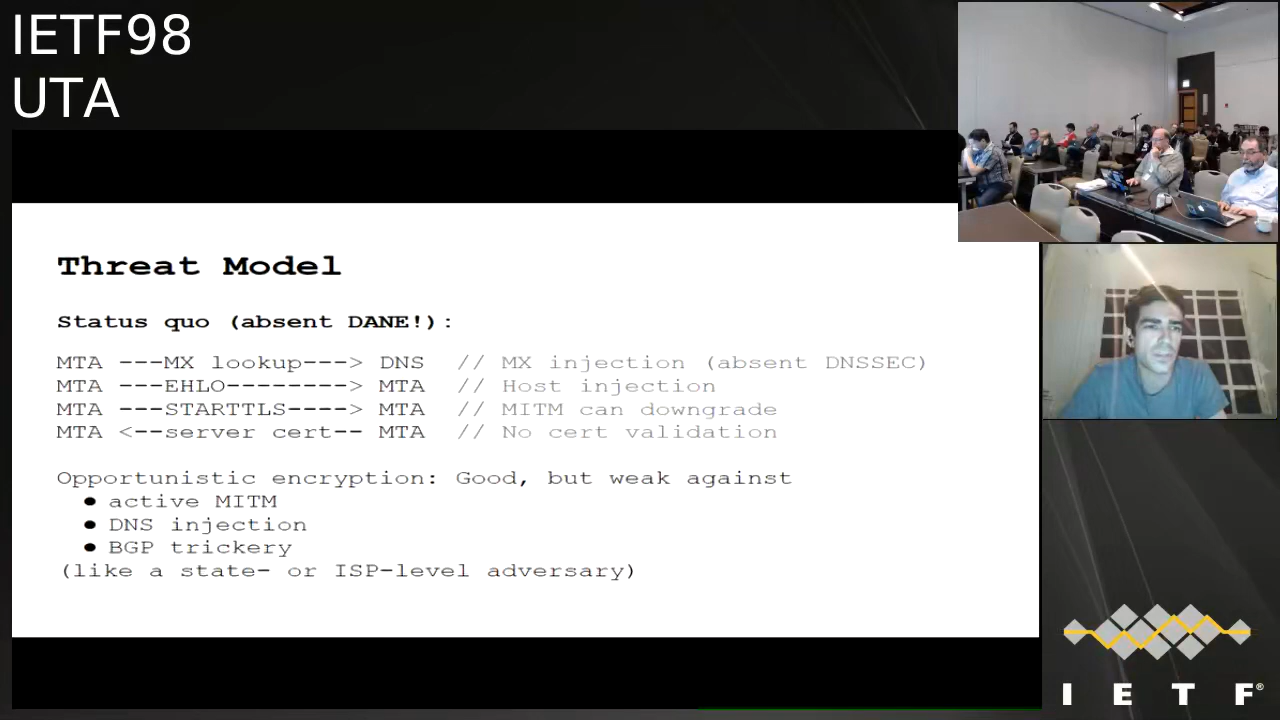 IETF98
UTA
Threat Model
Status quo (absent DANE!):
MTA ---MX lookup---> DNS // MX injection (absent DNSSEC)
MTA ---EHLO--------> MTA // Host injection
MTA ---STARTTLS----> MTA // MITM can downgrade
MTA <--server cert-- MTA // No cert validation
Opportunistic encryption: Good, but weak against
● active MITM
● DNS injection
● BGP trickery
(like a state- or ISP-level adversary)
I E T F®